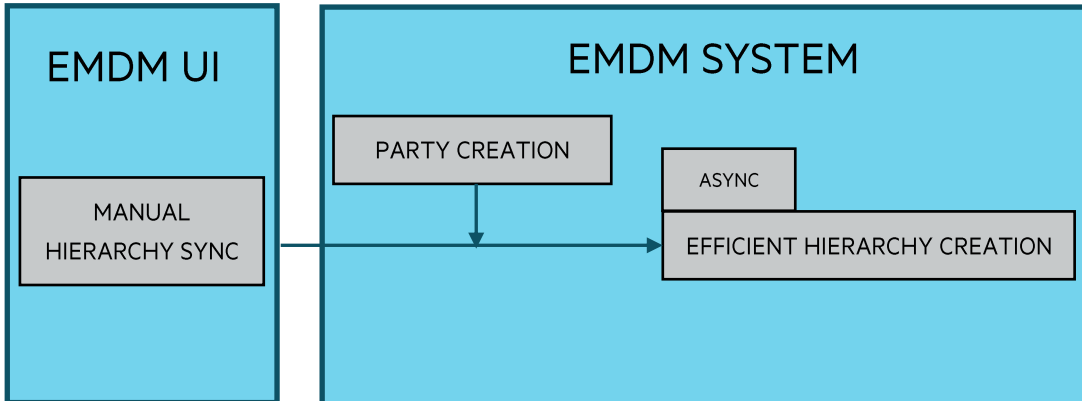 EMDM UI
MANUAL
HIERARCHY SYNC
EMDM SYSTEM
PARTY CREATION
ASYNC
EFFICIENT HIERARCHY CREATION